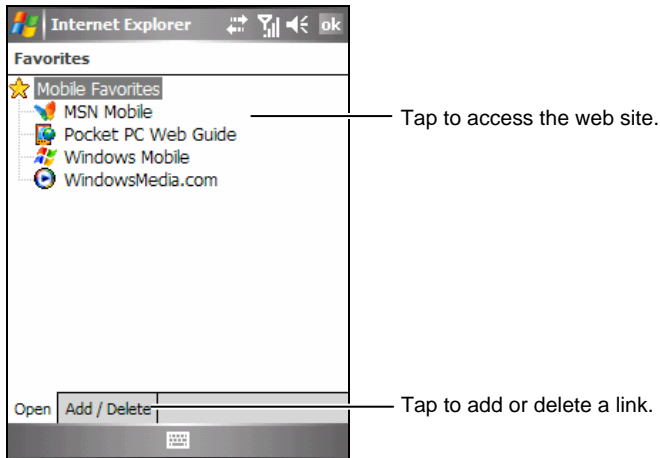 Internet Explorer ok
Favorites
Mobile Favorites
MSN Mobile
Tap to access the web site.
Pocket PC Web Guide
Windows Mobile
WindowsMedia.com
Open Add / Delete
Tap to add or delete a link.